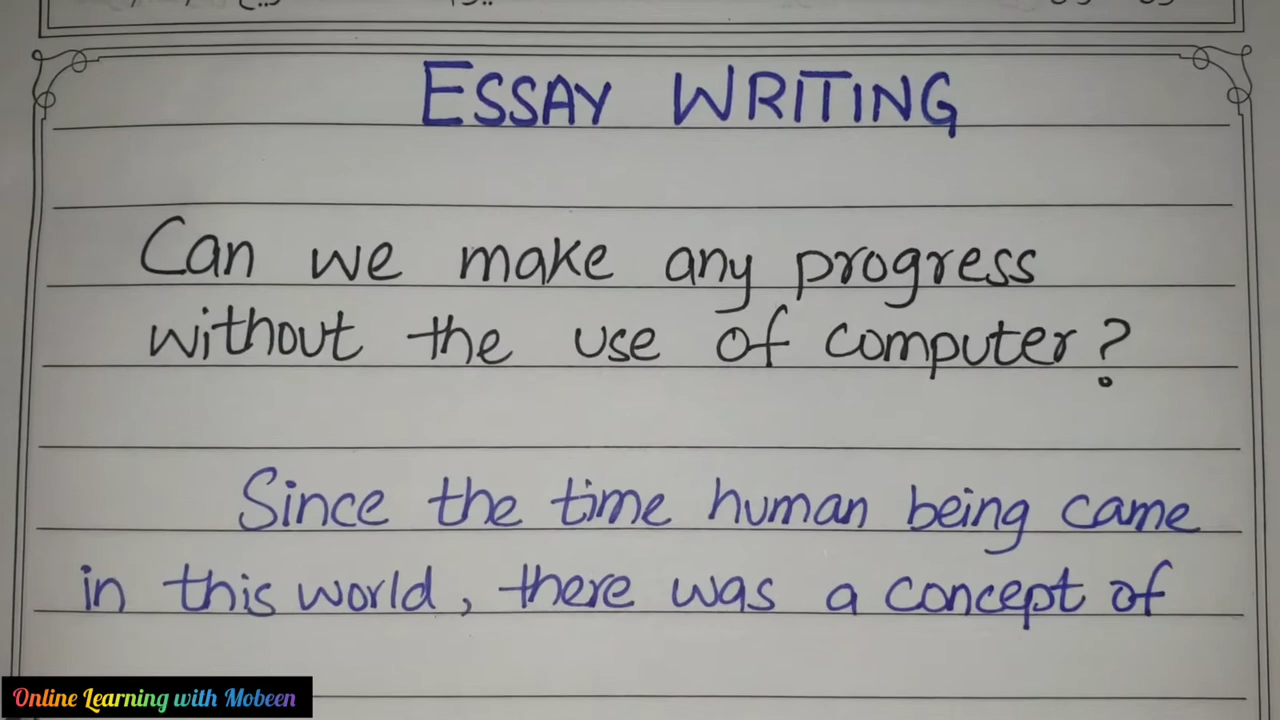 ESSAY WRITING
Can we make any progress
without the use of computer?
Since the time human being came
in this world, there was a concept of
Online Learning with Mobeen